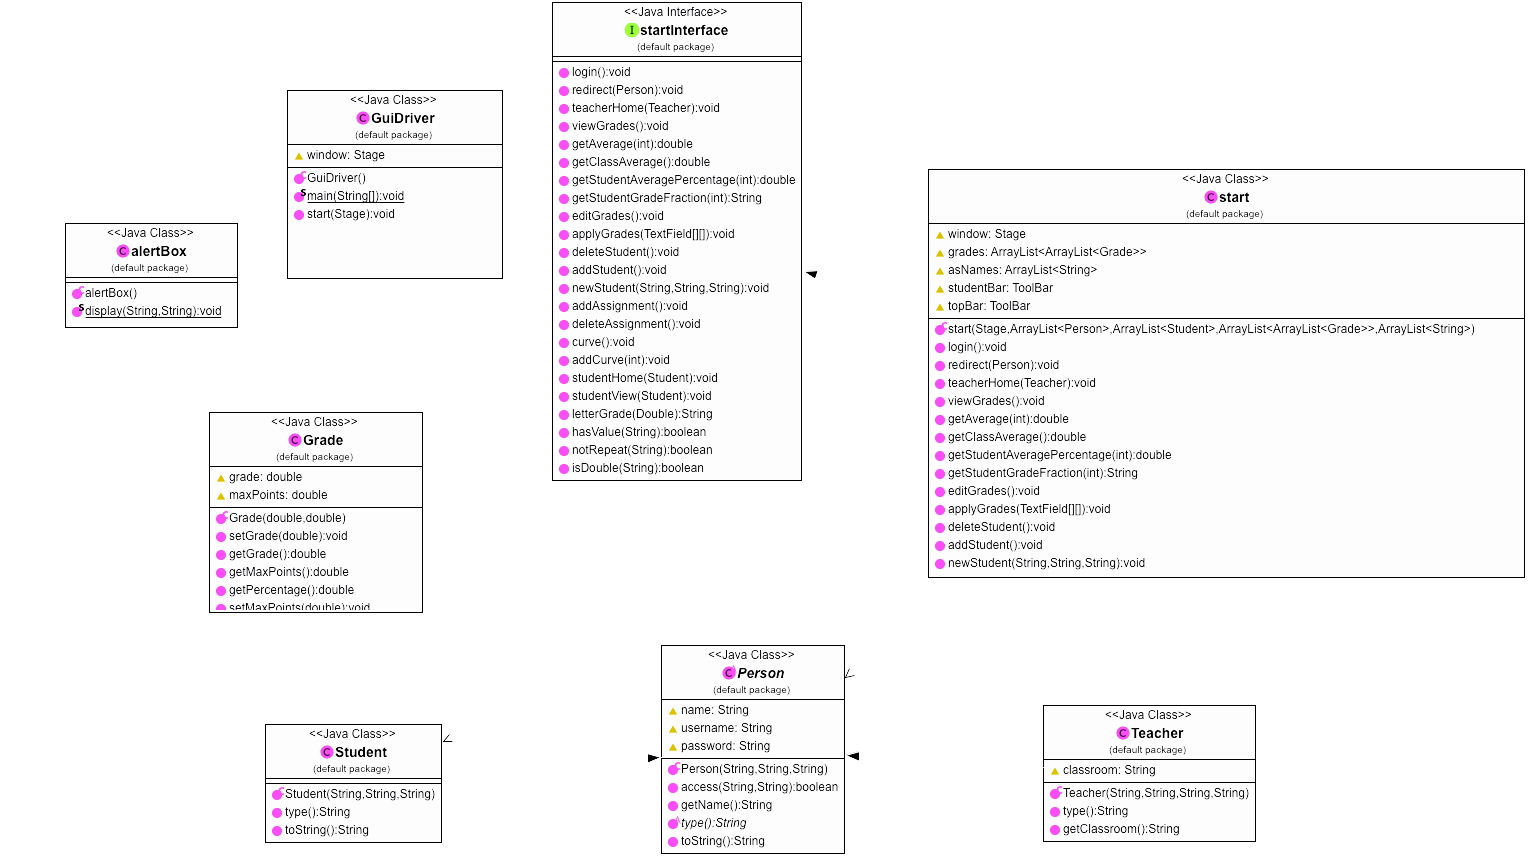 <<Java Interface>>
I startInterface
(default package)
login():void
redirect(Person):void
teacherHome(Teacher):void
viewGrades():void
getAverage(int):double
getClassAverage():double
getStudentAveragePercentage(int):double
getStudentGradeFraction(int):String
editGrades():void
applyGrades(TextField[][]):void
deleteStudent():void
addStudent():void
newStudent(String,String,String):void
addAssignment():void
deleteAssignment():void
curve():void
addCurve(int):void
studentHome(Student):void
studentView(Student):void
letterGrade(Double):String
hasValue(String):boolean
notRepeat(String):boolean
isDouble(String):boolean
<<Java Class>>
C GuiDriver
(default package)
window: Stage
C GuiDriver()
S main(String[]):void
start(Stage):void
<<Java Class>>
C start
(default package)
window: Stage
grades: ArrayList<ArrayList<Grade>>
asNames: ArrayList<String>
studentBar: ToolBar
topBar: ToolBar
C start(Stage,ArrayList<Person>,ArrayList<Student>,ArrayList<ArrayList<Grade>>,ArrayList<String>)
login():void
redirect(Person):void
teacherHome(Teacher):void
viewGrades():void
getAverage(int):double
getClassAverage():double
getStudentAveragePercentage(int):double
getStudentGradeFraction(int):String
editGrades():void
applyGrades(TextField[][]):void
deleteStudent():void
addStudent():void
newStudent(String,String,String):void
<<Java Class>>
C alertBox
(default package)
C alertBox()
S display(String,String):void
<<Java Class>>
C Grade
(default package)
grade: double
maxPoints: double
C Grade(double,double)
setGrade(double):void
getGrade():double
getMaxPoints():double
getPercentage():double
setMaxPoints(double):void
<<Java Class>>
C Person
(default package)
name: String
username: String
password: String
C Person(String,String,String)
access(String,String):boolean
getName():String
A type():String
toString():String
<<Java Class>>
C Teacher
(default package)
classroom: String
C Teacher(String,String,String,String)
type():String
getClassroom():String
<<Java Class>>
C Student
(default package)
C Student(String,String,String)
type():String
toString():String